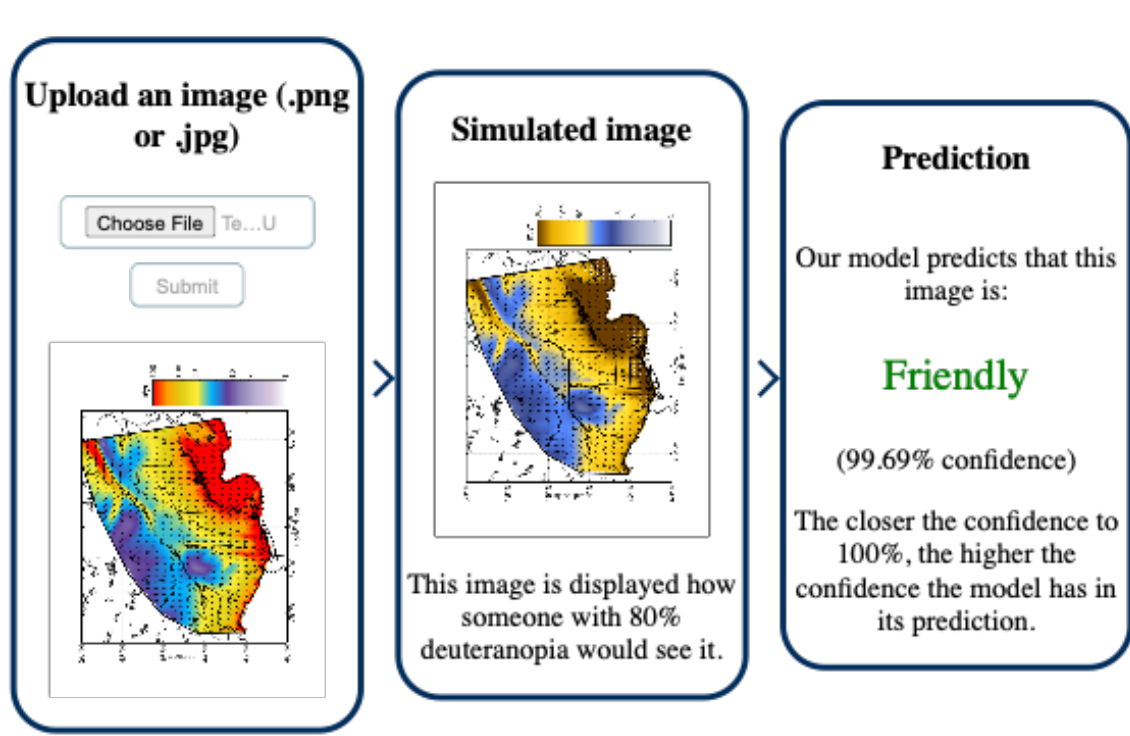 Upload an image (.png
or .jpg)
Choose File Te...U
Submit
Simulated image
This image is displayed how
someone with 80%
deuteranopia would see it.
Prediction
Our model predicts that this
image is:
Friendly
(99.69% confidence)
The closer the confidence to
100%, the higher the
confidence the model has in
its prediction.